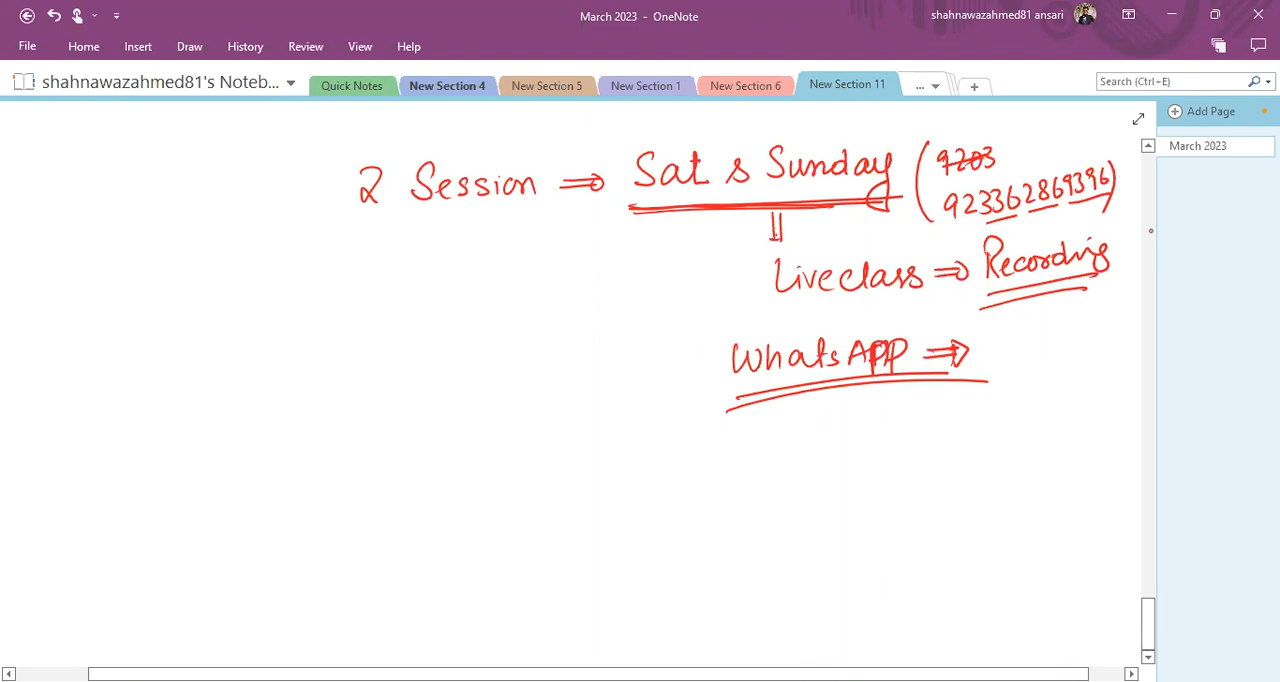 March 2023 - OneNote
shahnawazahmed81 ansari
File Home Insert Draw History Review View Help
shahnawazahmed81's Noteb...
Quick Notes New Section 4 New Section 5 New Section 1 New Section 6 New Section 11 ...
Search (Ctrl+E)
Add Page
March 2023
2 Session ⇒ Sat & Sunday (9203
923362869396)
Live class ⇒ Recording
WhatsAPP ⇒